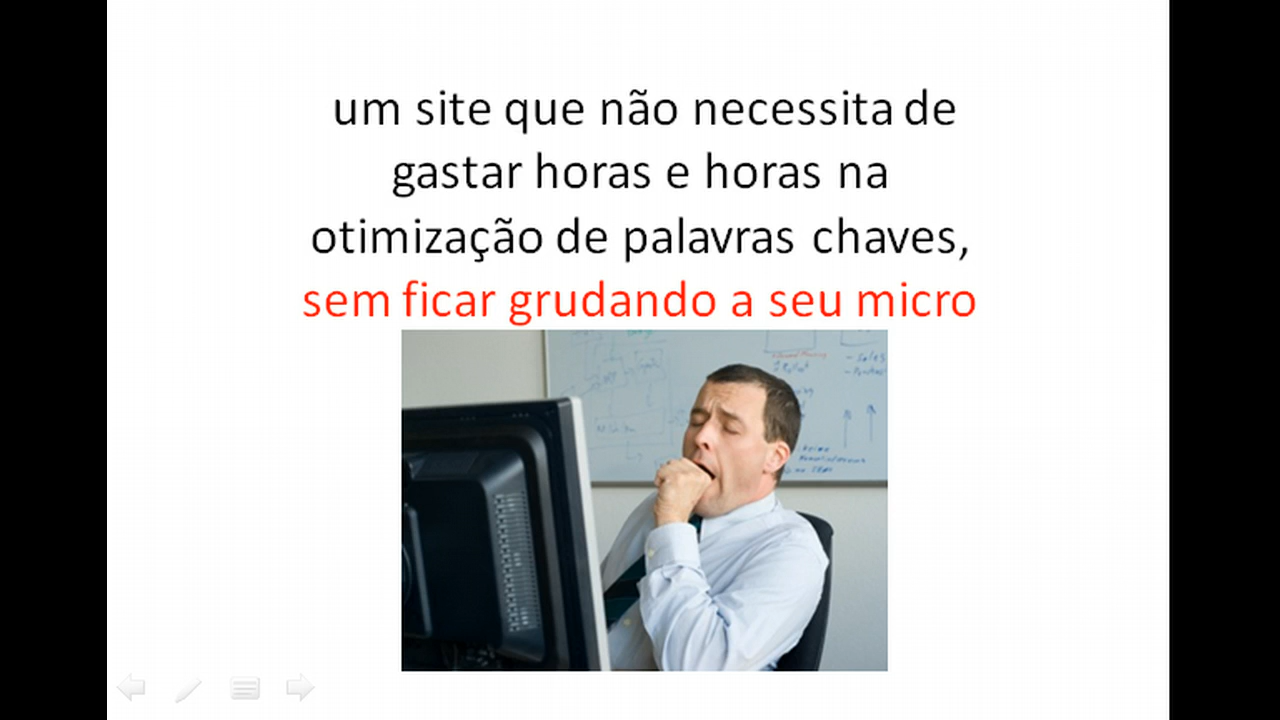 um site que não necessita de
gastar horas e horas na
otimização de palavras chaves,
sem ficar grudando a seu micro